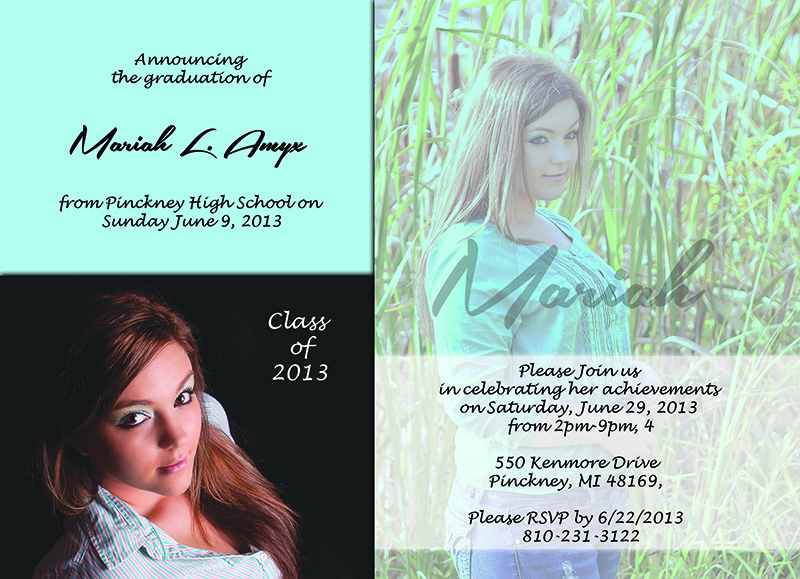 Announcing
the graduation of
Mariah L. Amyx
from Pinckney High School on
Sunday June 9, 2013
Class
of
2013
Mariah
Please Join us
in celebrating her achievements
on Saturday, June 29, 2013
from 2pm-9pm, 4
550 Kenmore Drive
Pinckney, MI 48169,
Please RSVP by 6/22/2013
810-231-3122